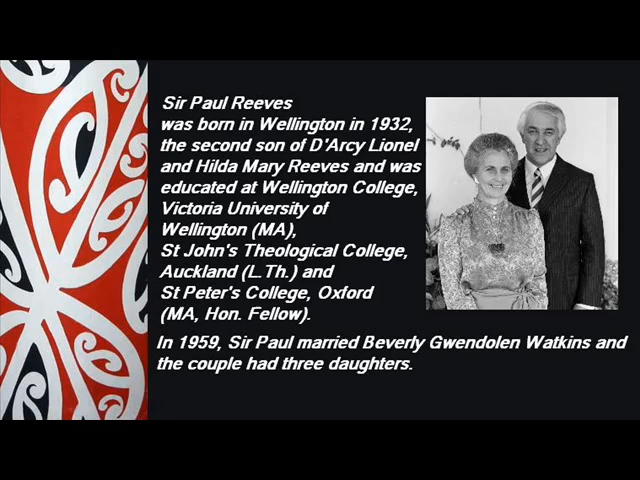 Sir Paul Reeves
was born in Wellington in 1932,
the second son of D'Arcy Lionel
and Hilda Mary Reeves and was
educated at Wellington College,
Victoria University of
Wellington (MA),
St John's Theological College,
Auckland (L.Th.) and
St Peter's College, Oxford
(MA, Hon. Fellow).
In 1959, Sir Paul married Beverly Gwendolen Watkins and
the couple had three daughters.